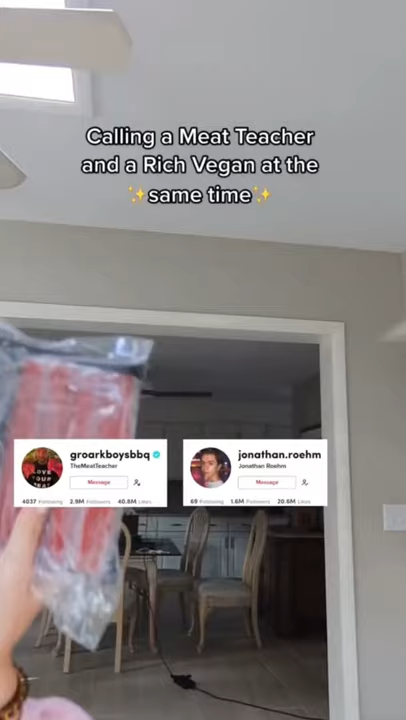 Calling a Meat Teacher
and a Rich Vegan at the
✨same time✨
groarkboysbbq
TheMeatTeacher
Message
4037 Following 2.9M Followers 40.8M Likes
jonathan.roehm
Jonathan Roehm
Message
69 Following 1.6M Followers 20.6M Likes